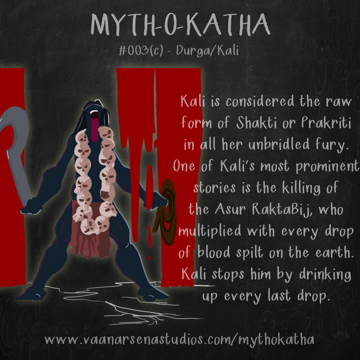 MYTH-O-KATHA
#003(c) - Durga/Kali
Kali is considered the raw
form of Shakti or Prakriti
in all her unbridled fury.
One of Kali's most prominent
stories is the killing of
the Asur RaktaBij, who
multiplied with every drop
of blood spilt on the earth.
Kali stops him by drinking
up every last drop.
www.vaanarsenastudios.com/mythokatha